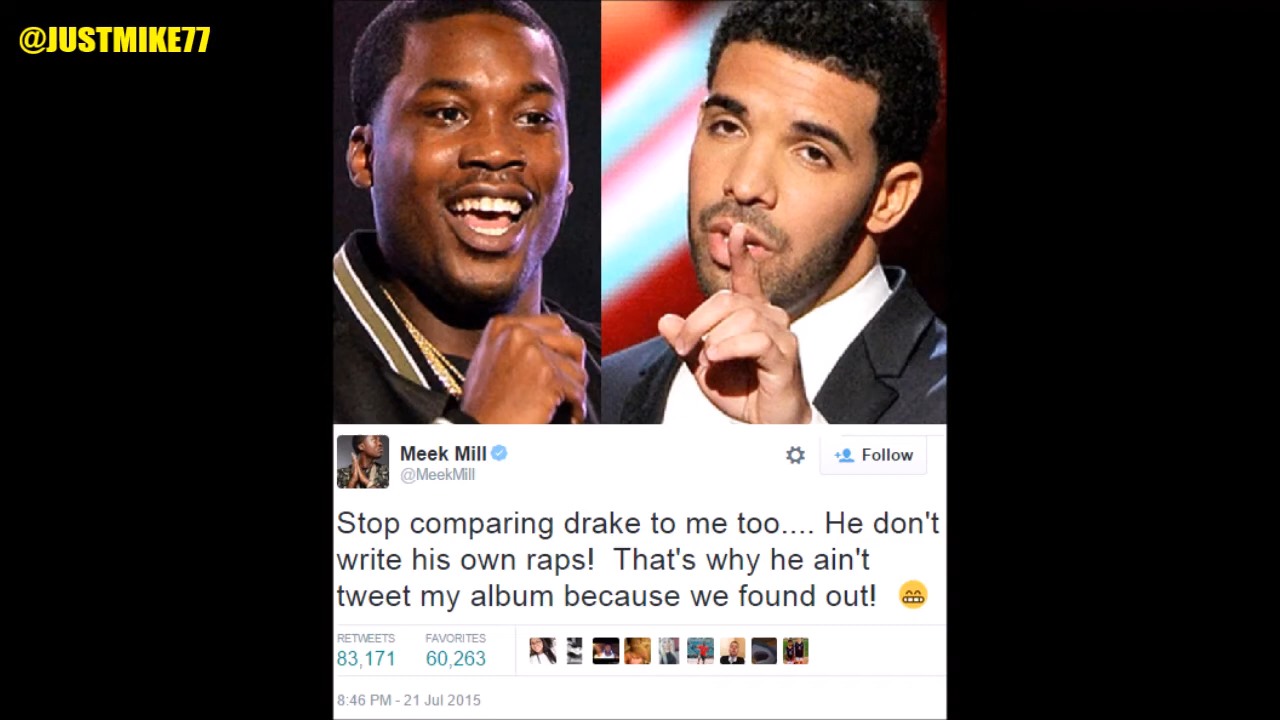 @JUSTMIKE77
Meek Mill
@MeekMill
Follow
Stop comparing drake to me too.... He don't
write his own raps!  That's why he ain't
tweet my album because we found out! 😁
RETWEETS FAVORITES
83,171 60,263
8:46 PM - 21 Jul 2015